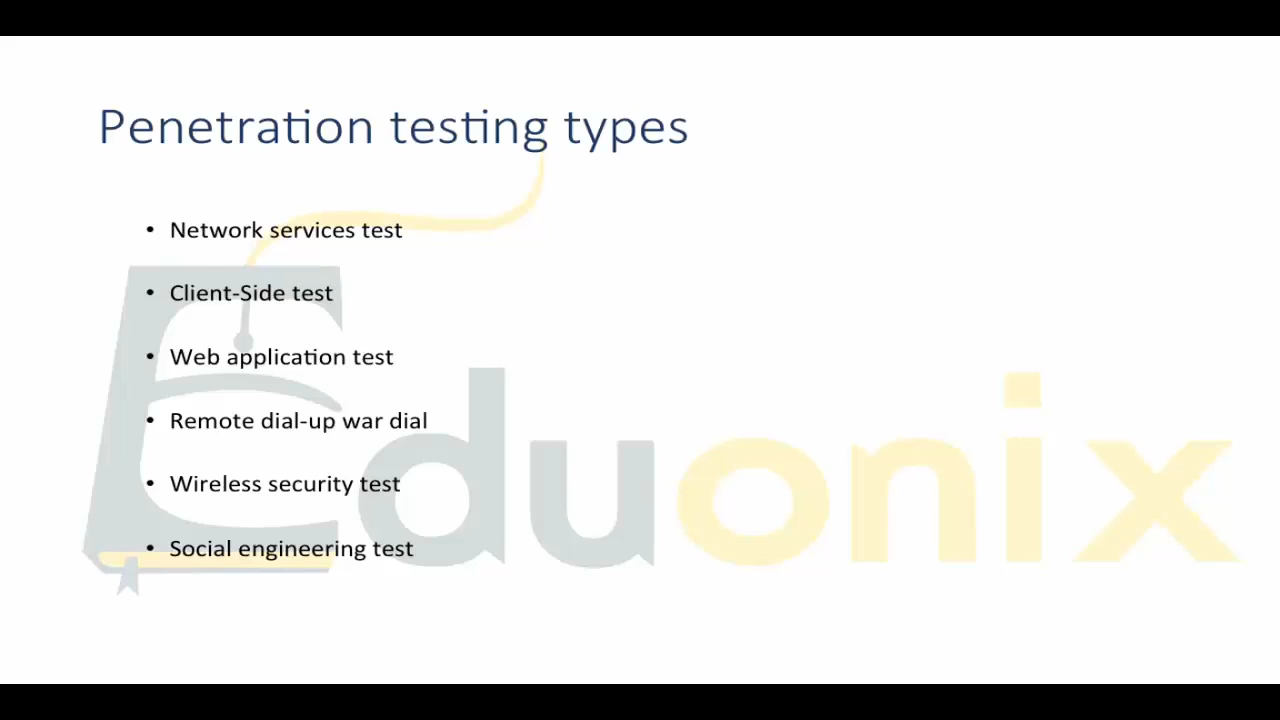 Penetration testing types
• Network services test
• Client-Side test
• Web application test
• Remote dial-up war dial
• Wireless security test
• Social engineering test
Eduonix